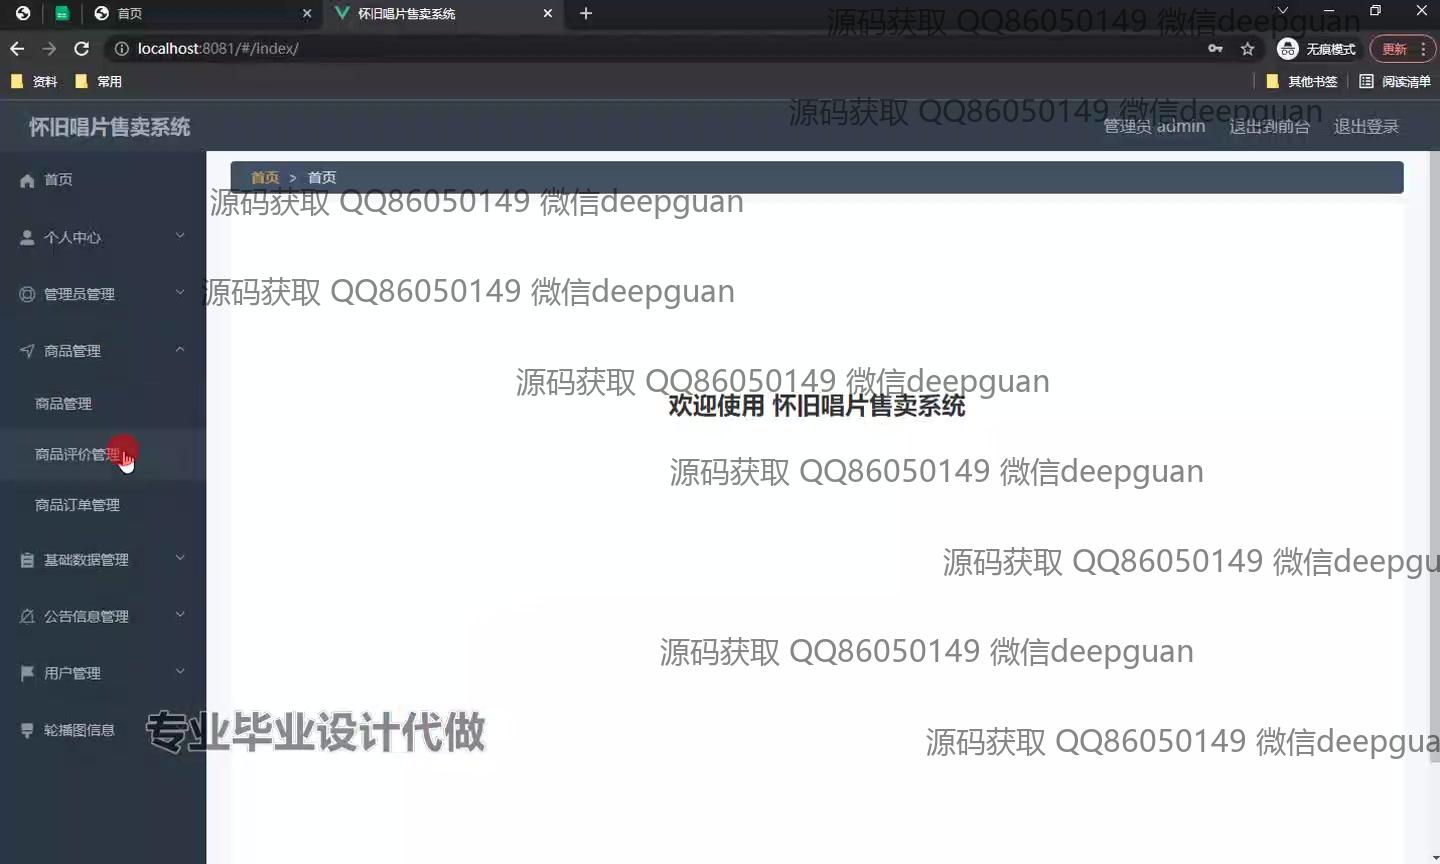 首页
怀旧唱片售卖系统
源码获取 QQ86050149 微信deepguan
localhost:8081/#/index/
无痕模式
更新
资料
常用
其他书签
阅读清单
源码获取 QQ86050149 微信deepguan
怀旧唱片售卖系统
管理员 admin
退出到前台
退出登录
首页
首页 > 首页
源码获取 QQ86050149 微信deepguan
个人中心
管理员管理
源码获取 QQ86050149 微信deepguan
商品管理
源码获取 QQ86050149 微信deepguan
商品管理
欢迎使用 怀旧唱片售卖系统
商品评价管理
源码获取 QQ86050149 微信deepguan
商品订单管理
基础数据管理
源码获取 QQ86050149 微信deepgu
公告信息管理
源码获取 QQ86050149 微信deepguan
用户管理
轮播图信息
专业毕业设计代做
源码获取 QQ86050149 微信deepgua